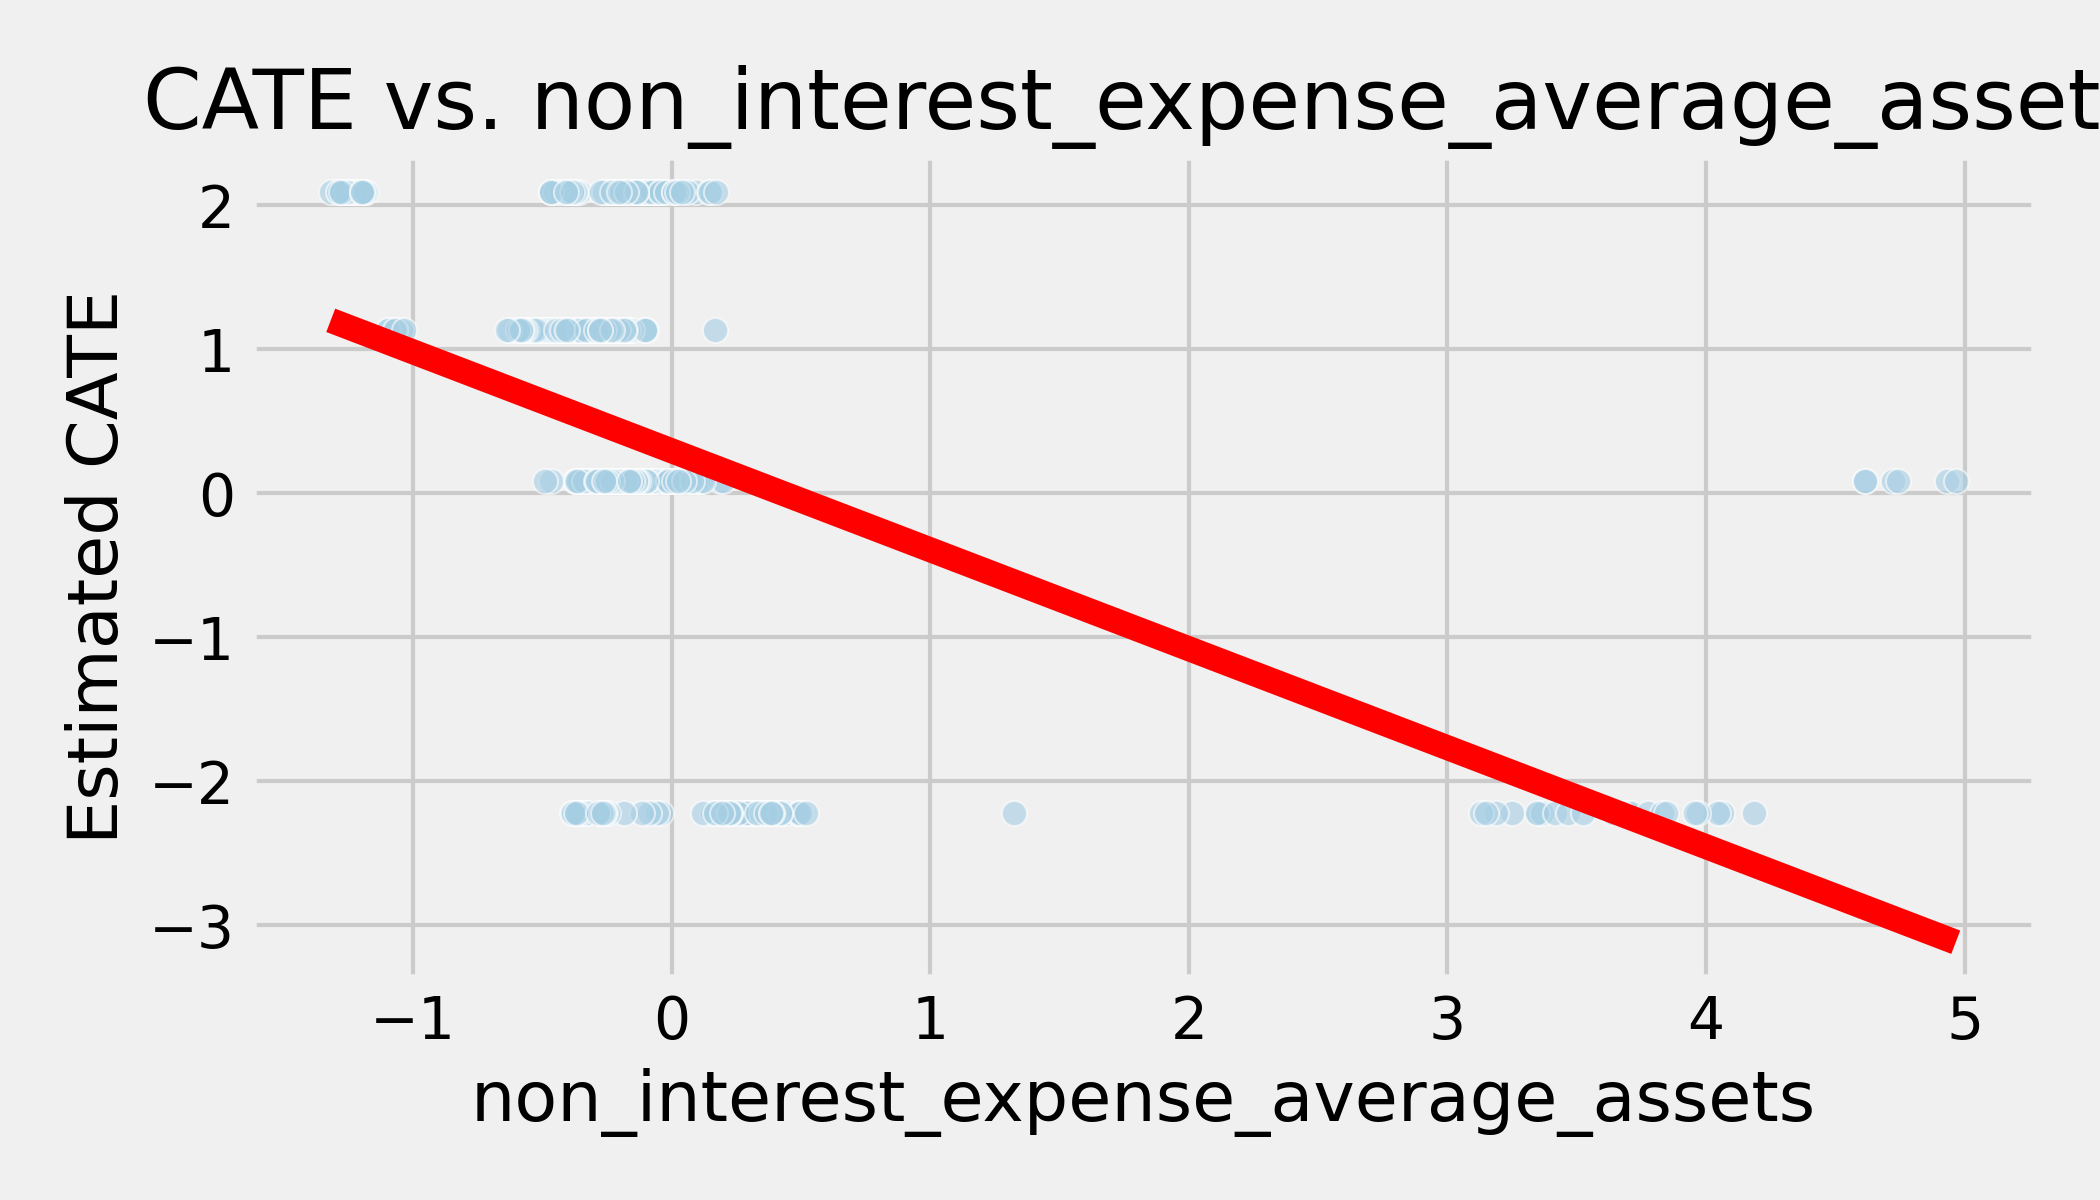 CATE vs. non_interest_expense_average_asset
2
1
0
−1
−2
−3
Estimated CATE
−1 0 1 2 3 4 5
non_interest_expense_average_assets